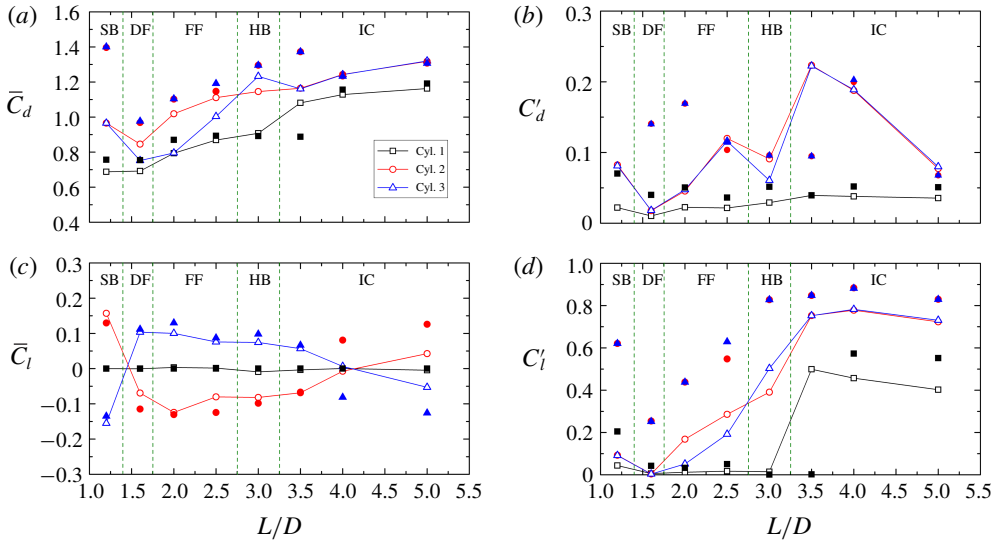 (a)
SB DF FF HB IC
1.6
1.4
1.2
1.0
0.8
0.6
0.4
C̅d
Cyl. 1
Cyl. 2
Cyl. 3
(b)
SB DF FF HB IC
0.3
0.2
0.1
0
C′d
(c)
SB DF FF HB IC
0.3
0.2
0.1
0
−0.1
−0.2
−0.3
C̅l
1.0 1.5 2.0 2.5 3.0 3.5 4.0 4.5 5.0 5.5
L/D
(d)
SB DF FF HB IC
1.0
0.8
0.6
0.4
0.2
0
C′l
1.0 1.5 2.0 2.5 3.0 3.5 4.0 4.5 5.0 5.5
L/D